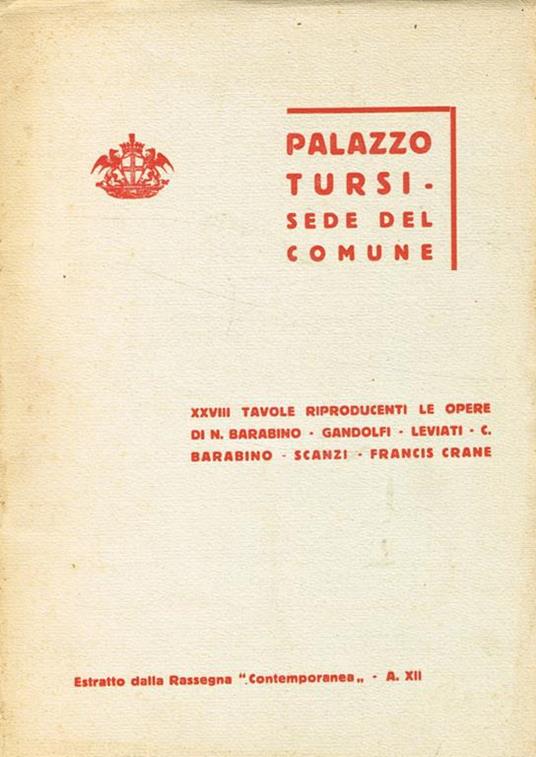 PALAZZO
TURSI -
SEDE DEL
COMUNE
XXVIII TAVOLE RIPRODUCENTI LE OPERE
DI N. BARABINO - GANDOLFI - LEVIATI - C.
BARABINO - SCANZI - FRANCIS CRANE
Estratto dalla Rassegna "Contemporanea„ - A. XII